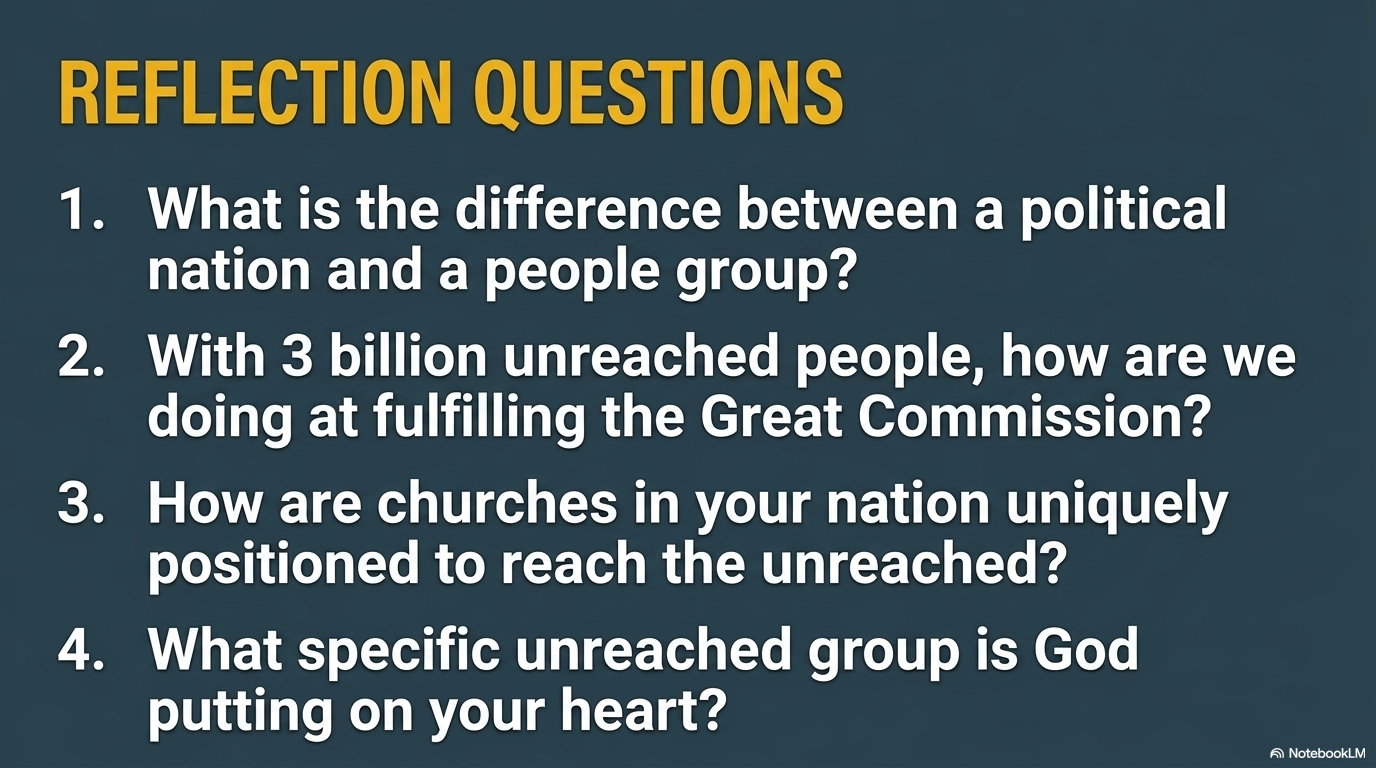 REFLECTION QUESTIONS
1. What is the difference between a political
nation and a people group?
2. With 3 billion unreached people, how are we
doing at fulfilling the Great Commission?
3. How are churches in your nation uniquely
positioned to reach the unreached?
4. What specific unreached group is God
putting on your heart?
NotebookLM